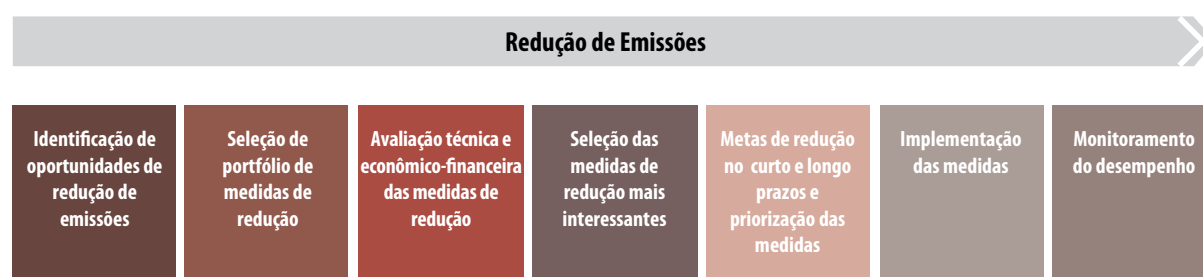 Redução de Emissões
Identificação de
oportunidades de
redução de
emissões
Seleção de
portfólio de
medidas de
redução
Avaliação técnica e
econômico-financeira
das medidas de
redução
Seleção das
medidas de
redução mais
interessantes
Metas de redução
no curto e longo
prazos e
priorização das
medidas
Implementação
das medidas
Monitoramento
do desempenho